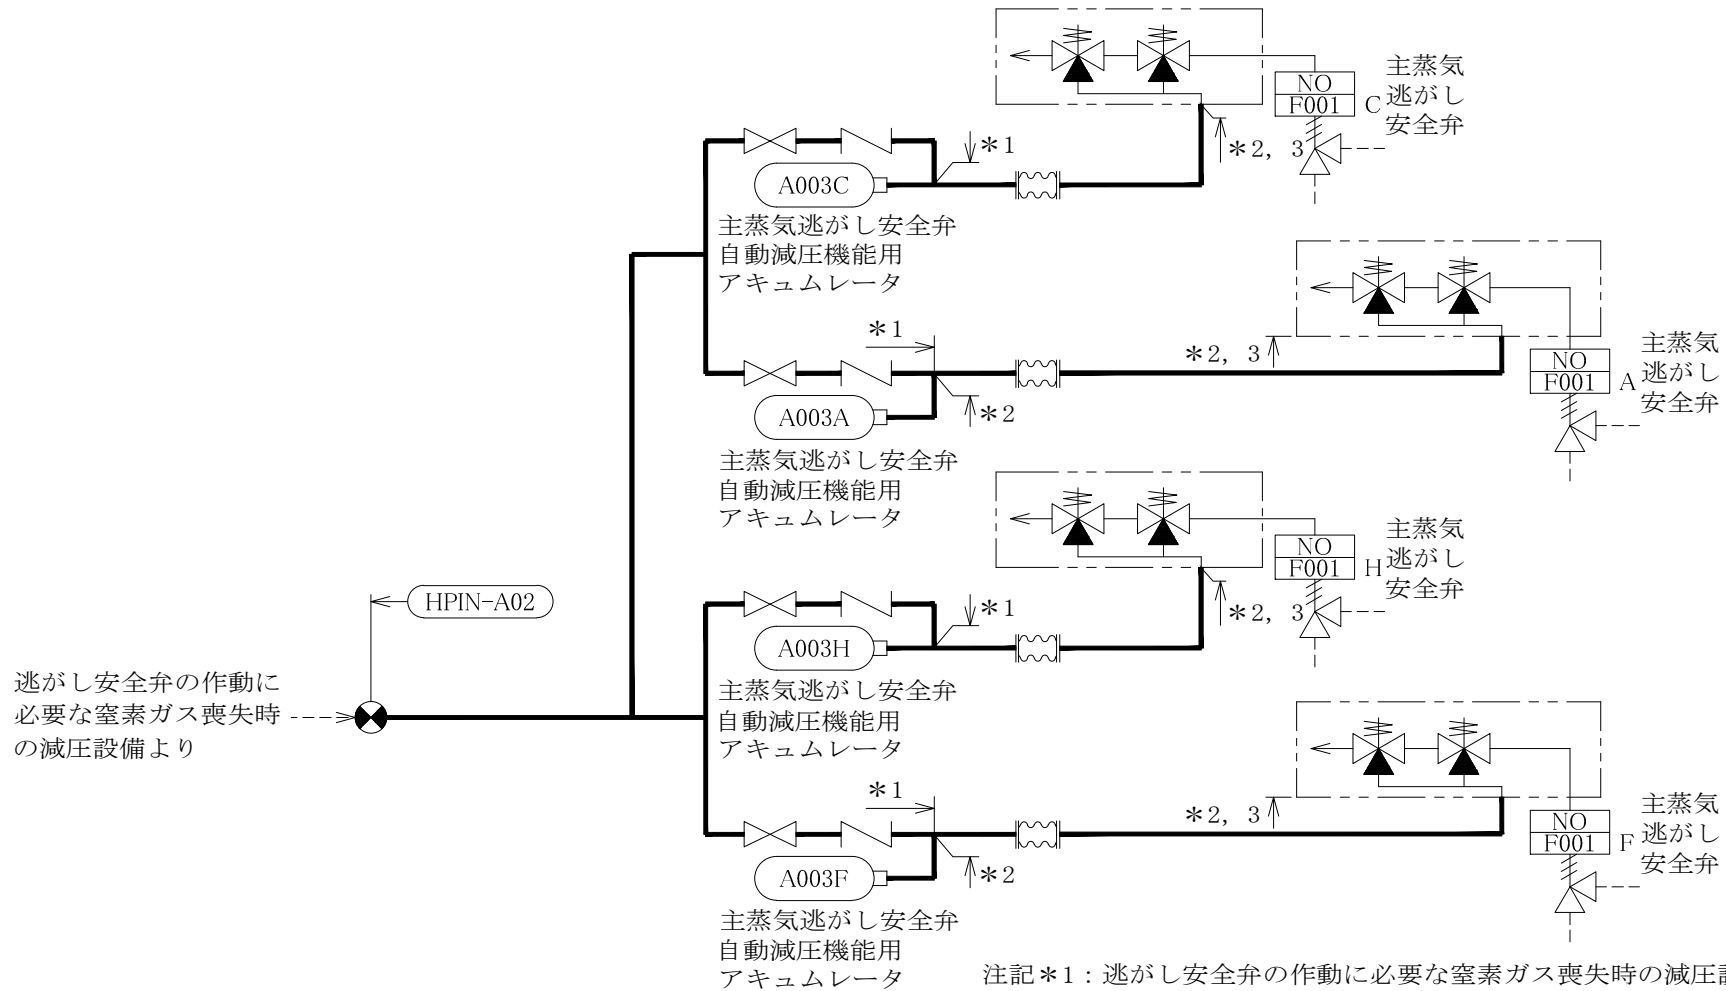 NO
F001
C
主蒸気
逃がし
安全弁
＊1
＊2, 3
A003C
主蒸気逃がし安全弁
自動減圧機能用
アキュムレータ
＊1
＊2, 3
NO
F001
A
主蒸気
逃がし
安全弁
A003A
＊2
主蒸気逃がし安全弁
自動減圧機能用
アキュムレータ
NO
F001
H
主蒸気
逃がし
安全弁
HPIN-A02
＊1
＊2, 3
A003H
主蒸気逃がし安全弁
自動減圧機能用
アキュムレータ
逃がし安全弁の作動に
必要な窒素ガス喪失時
の減圧設備より
＊1
＊2, 3
NO
F001
F
主蒸気
逃がし
安全弁
A003F
＊2
主蒸気逃がし安全弁
自動減圧機能用
アキュムレータ
注記＊1：逃がし安全弁の作動に必要な窒素ガス喪失時の減圧